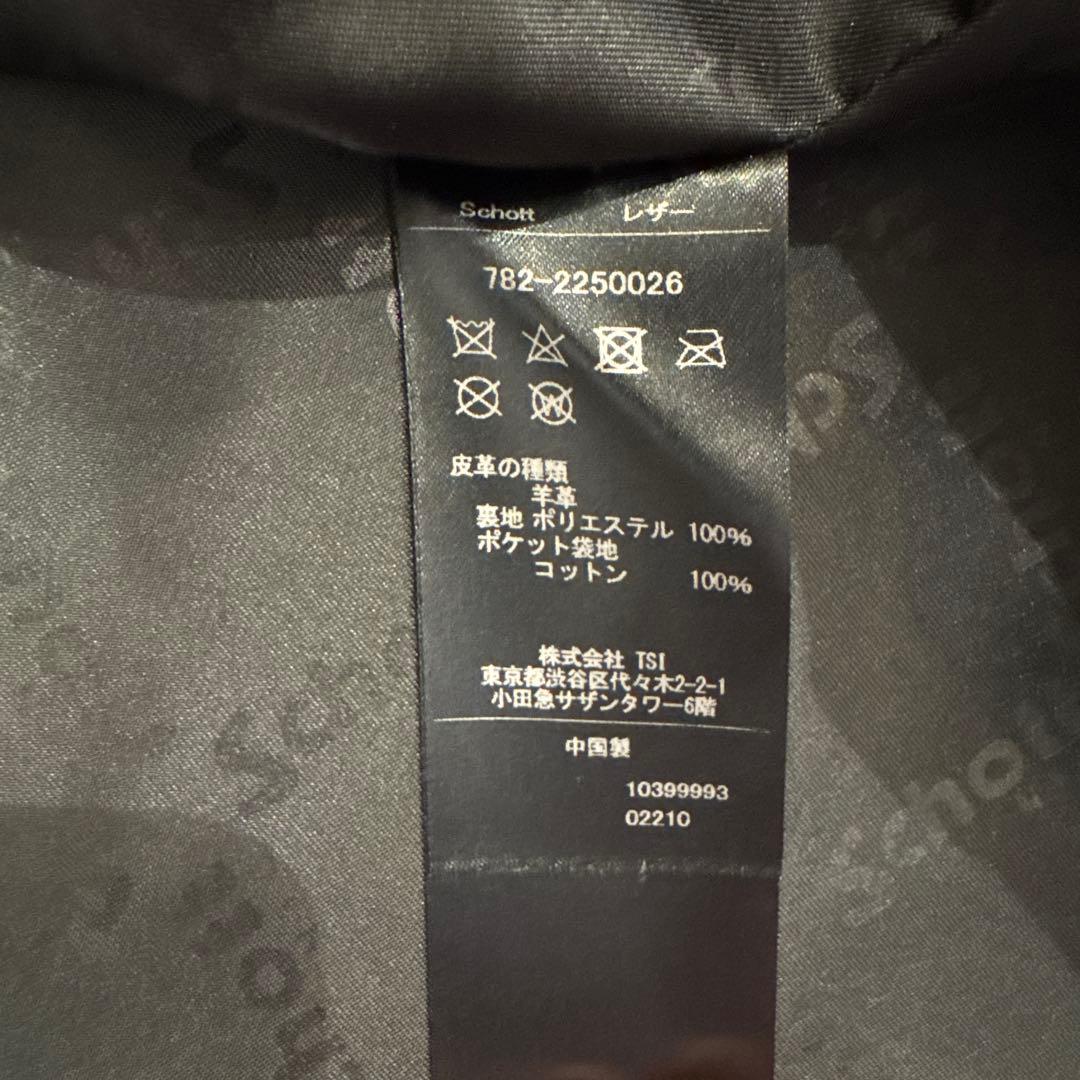 Schott レザー
782-2250026
W
皮革の種類
羊革
裏地 ポリエステル 100%
ポケット袋地
コットン 100%
株式会社 TSI
東京都渋谷区代々木2-2-1
小田急サザンタワー6階
中国製
10399993
02210
Schott